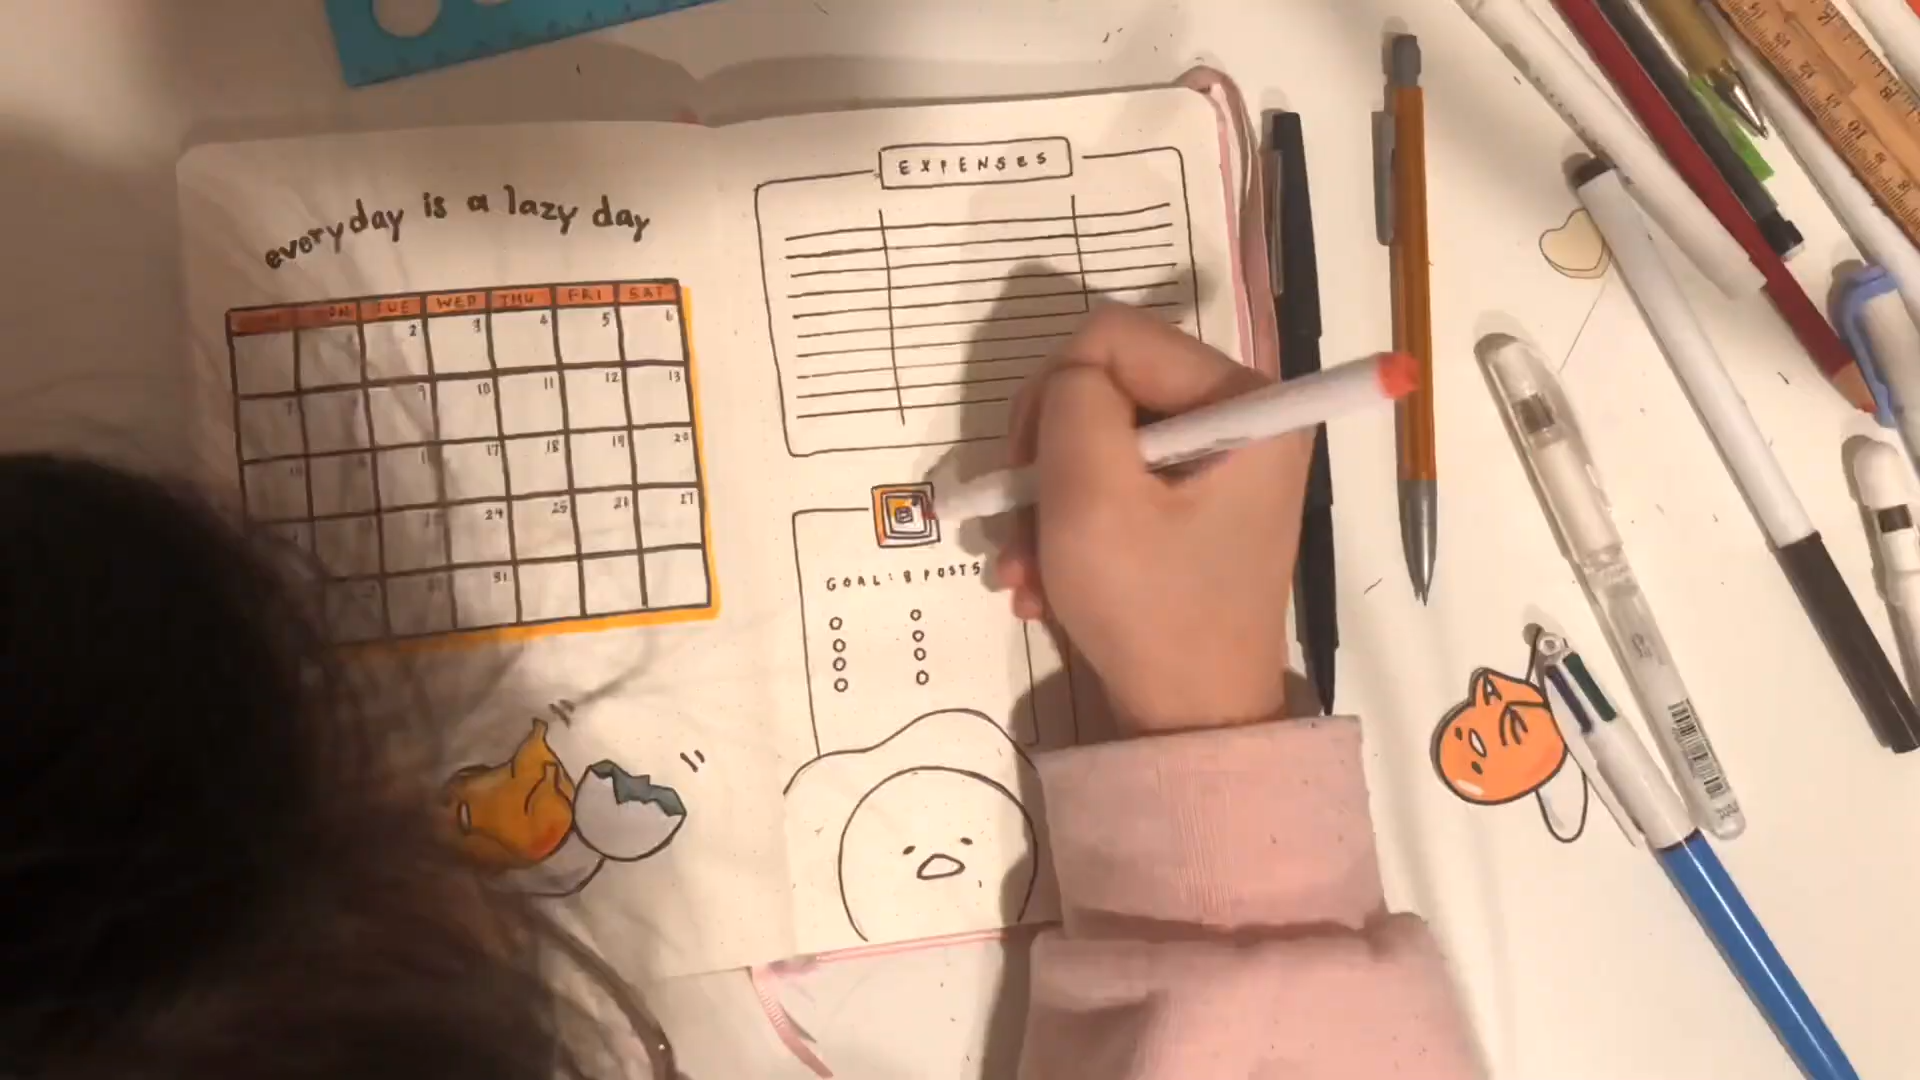 everyday is a lazy day
TUE WED THU FRI SAT
2 3 4 5 6
9 10 11 12 13
17 18 19 20
24 25 26 27
31
EXPENSES
GOAL: 8 POSTS